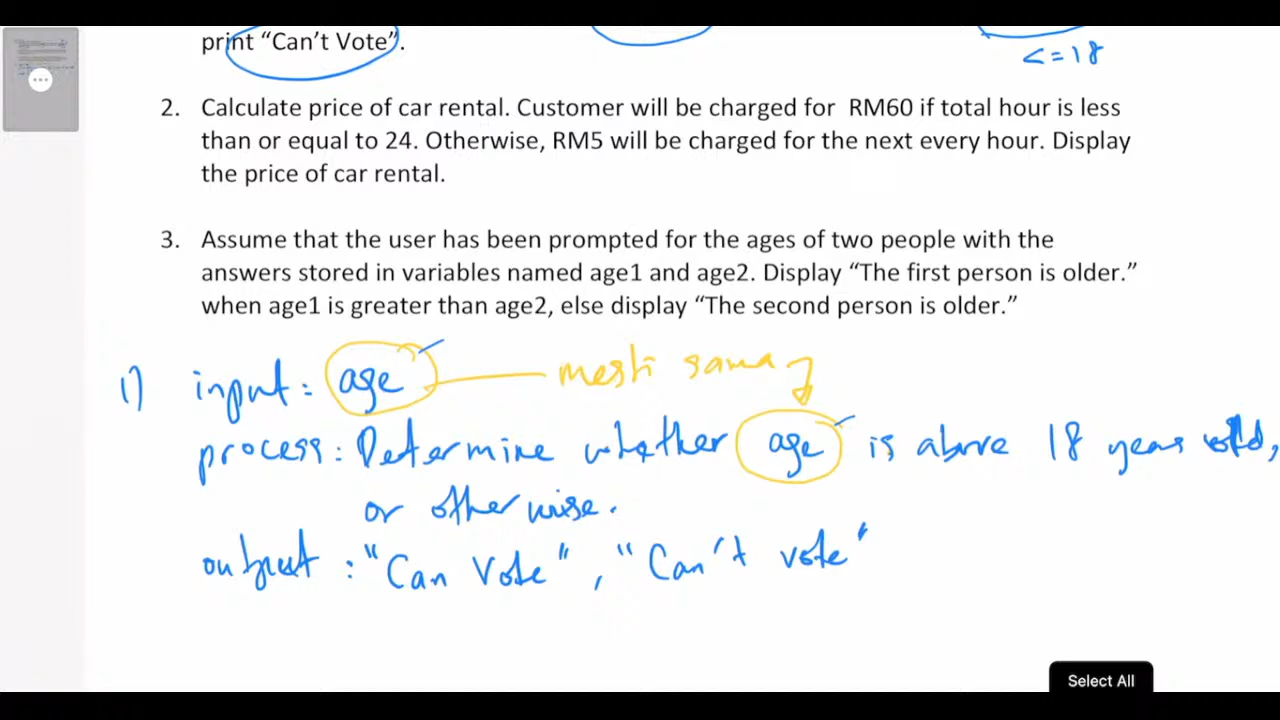 print “Can’t Vote”.
<=18
2. Calculate price of car rental. Customer will be charged for RM60 if total hour is less
than or equal to 24. Otherwise, RM5 will be charged for the next every hour. Display
the price of car rental.
3. Assume that the user has been prompted for the ages of two people with the
answers stored in variables named age1 and age2. Display “The first person is older.”
when age1 is greater than age2, else display “The second person is older.”
1) input: age mesti sama
process: Determine whether age is above 18 years old,
or otherwise.
output: "Can Vote", "Can't vote"
Select All